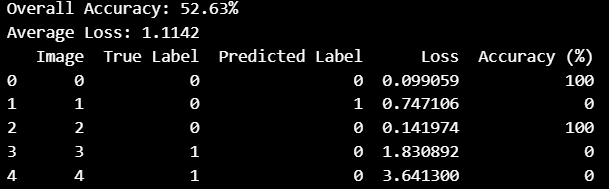 Overall Accuracy: 52.63%
Average Loss: 1.1142
Image True Label Predicted Label Loss Accuracy (%)
0 0 0 0 0.099059 100
1 1 0 1 0.747106 0
2 2 0 0 0.141974 100
3 3 1 0 1.830892 0
4 4 1 0 3.641300 0